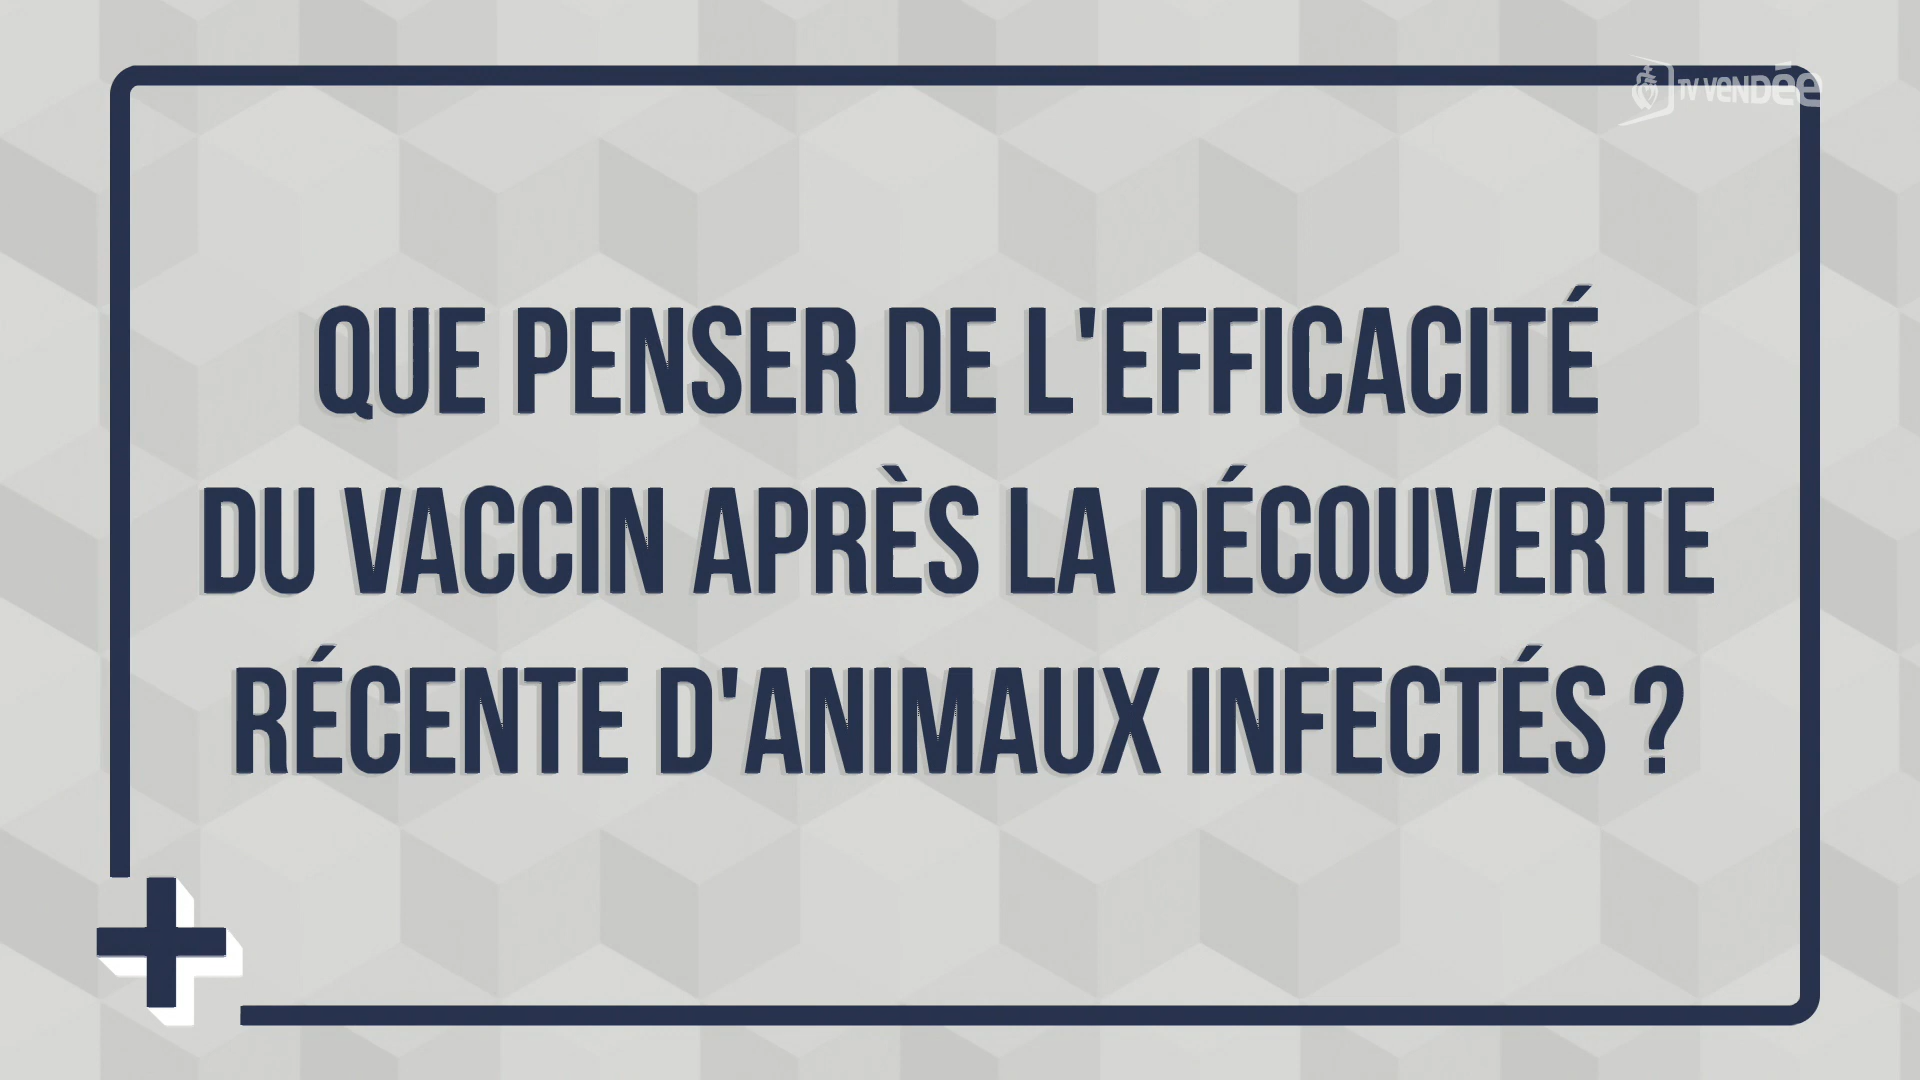 TV VENDÉE
QUE PENSER DE L'EFFICACITÉ
DU VACCIN APRÈS LA DÉCOUVERTE
RÉCENTE D'ANIMAUX INFECTÉS ?